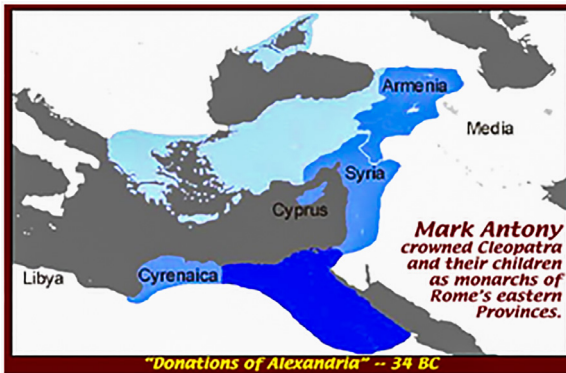 Armenia
Media
Syria
Cyprus
Mark Antony
crowned Cleopatra
and their children
as monarchs of
Rome's eastern
Provinces.
Libya
Cyrenaica
"Donations of Alexandria" -- 34 BC